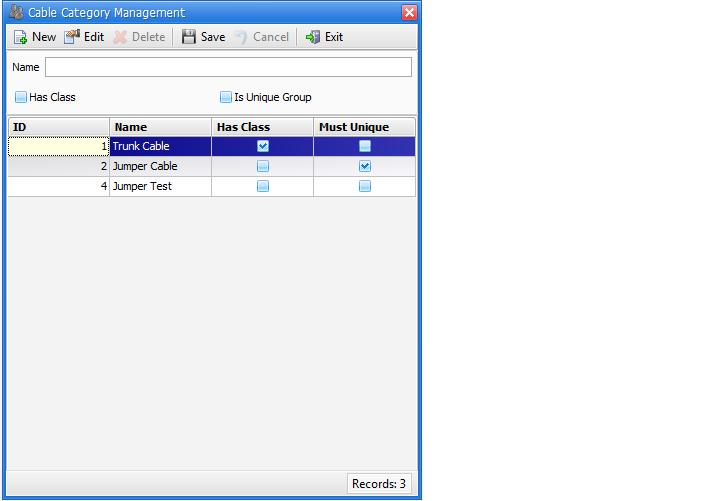 Cable Category Management
New Edit Delete Save Cancel Exit
Name
Has Class Is Unique Group
ID Name Has Class Must Unique
1 Trunk Cable
2 Jumper Cable
4 Jumper Test
Records: 3